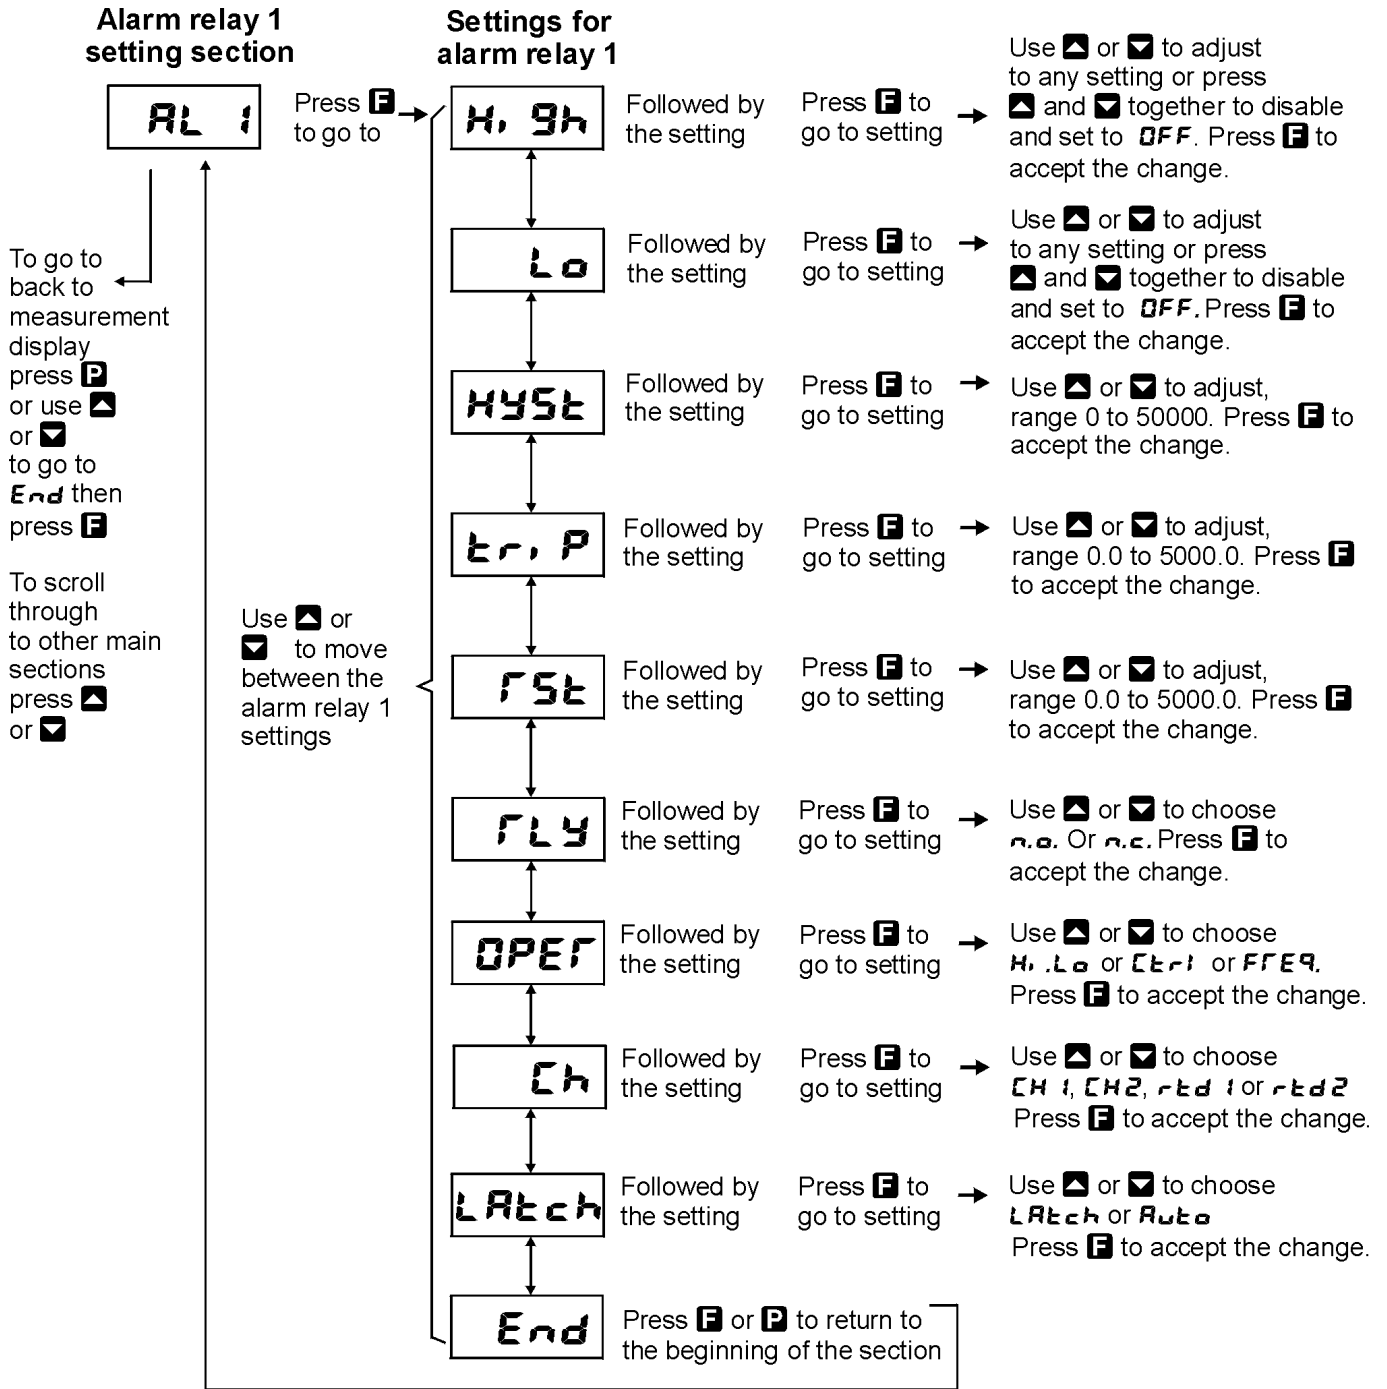 Alarm relay 1
setting section
AL 1
To go to
back to
measurement
display
press P
or use ▲
or ▼
to go to
End then
press F
To scroll
through
to other main
sections
press ▲
or ▼
Press F
to go to
Use ▲ or
▼ to move
between the
alarm relay 1
settings
Settings for
alarm relay 1
High
Followed by
the setting
Press F to
go to setting
Use ▲ or ▼ to adjust
to any setting or press
▲ and ▼ together to disable
and set to OFF. Press F to
accept the change.
Lo
Followed by
the setting
Press F to
go to setting
Use ▲ or ▼ to adjust
to any setting or press
▲ and ▼ together to disable
and set to OFF. Press F to
accept the change.
HYSt
Followed by
the setting
Press F to
go to setting
Use ▲ or ▼ to adjust,
range 0 to 50000. Press F to
accept the change.
triP
Followed by
the setting
Press F to
go to setting
Use ▲ or ▼ to adjust,
range 0.0 to 5000.0. Press F
to accept the change.
rSt
Followed by
the setting
Press F to
go to setting
Use ▲ or ▼ to adjust,
range 0.0 to 5000.0. Press F
to accept the change.
rLY
Followed by
the setting
Press F to
go to setting
Use ▲ or ▼ to choose
n.o. Or n.c. Press F to
accept the change.
OPEr
Followed by
the setting
Press F to
go to setting
Use ▲ or ▼ to choose
Hi.Lo or Ctrl or FrEq.
Press F to accept the change.
Ch
Followed by
the setting
Press F to
go to setting
Use ▲ or ▼ to choose
CH 1, CH2, rtd 1 or rtd2
Press F to accept the change.
LAtch
Followed by
the setting
Press F to
go to setting
Use ▲ or ▼ to choose
LAtch or Auto
Press F to accept the change.
End
Press F or P to return to
the beginning of the section